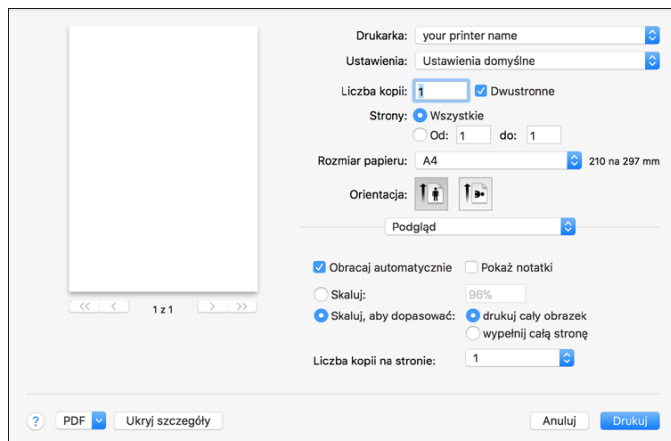 Drukarka: your printer name
Ustawienia: Ustawienia domyślne
Liczba kopii: 1 Dwustronne
Strony: Wszystkie
Od: 1 do: 1
Rozmiar papieru: A4 210 na 297 mm
Orientacja:
Podgląd
Obracaj automatycznie Pokaż notatki
Skaluj: 96%
Skaluj, aby dopasować: drukuj cały obrazek
wypełnij całą stronę
Liczba kopii na stronie: 1
<< < 1 z 1 > >>
? PDF Ukryj szczegóły Anuluj Drukuj